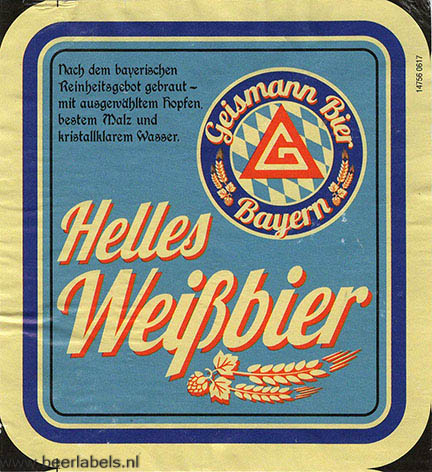 Nach dem bayerischen
Reinheitsgebot gebraut –
mit ausgewähltem Hopfen,
bestem Malz und
kristallklarem Wasser.
Geismann Bier
G
Bayern
Helles
Weißbier
14756 0617
www.beerlabels.nl